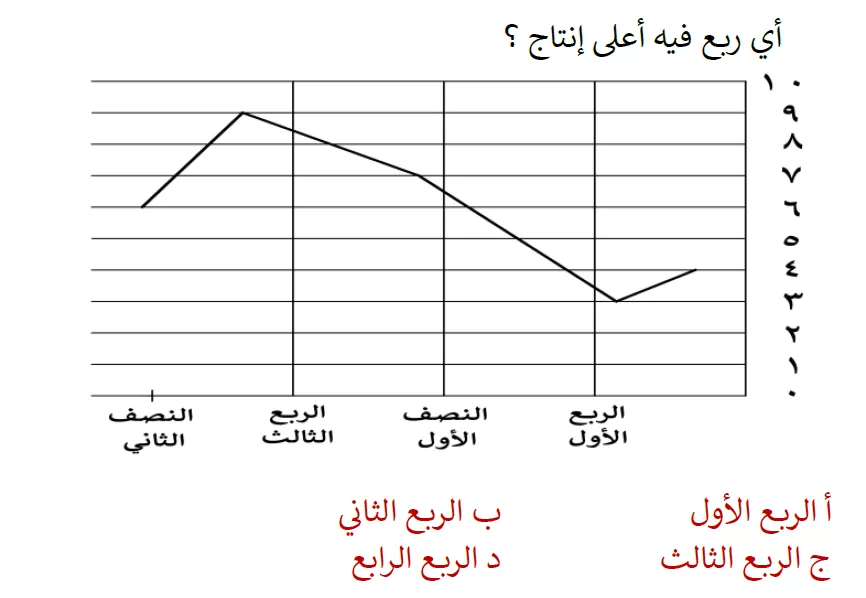 أي ربع فيه أعلى إنتاج ؟
١٠
٩
٨
٧
٦
٥
٤
٣
٢
١
٠
الربع الأول
النصف الأول
الربع الثالث
النصف الثاني
أ الربع الأول
ب الربع الثاني
ج الربع الثالث
د الربع الرابع